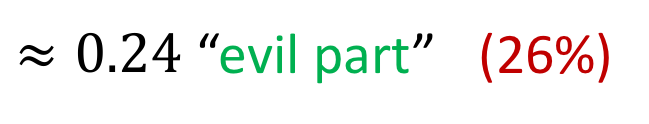 ≈ 0.24 “evil part” (26%)